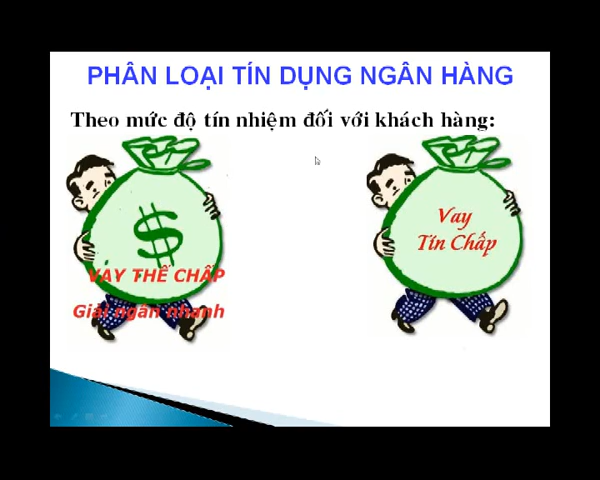 PHÂN LOẠI TÍN DỤNG NGÂN HÀNG
Theo mức độ tín nhiệm đối với khách hàng:
$
VAY THẾ CHẤP
Giải ngân nhanh
Vay
Tín Chấp